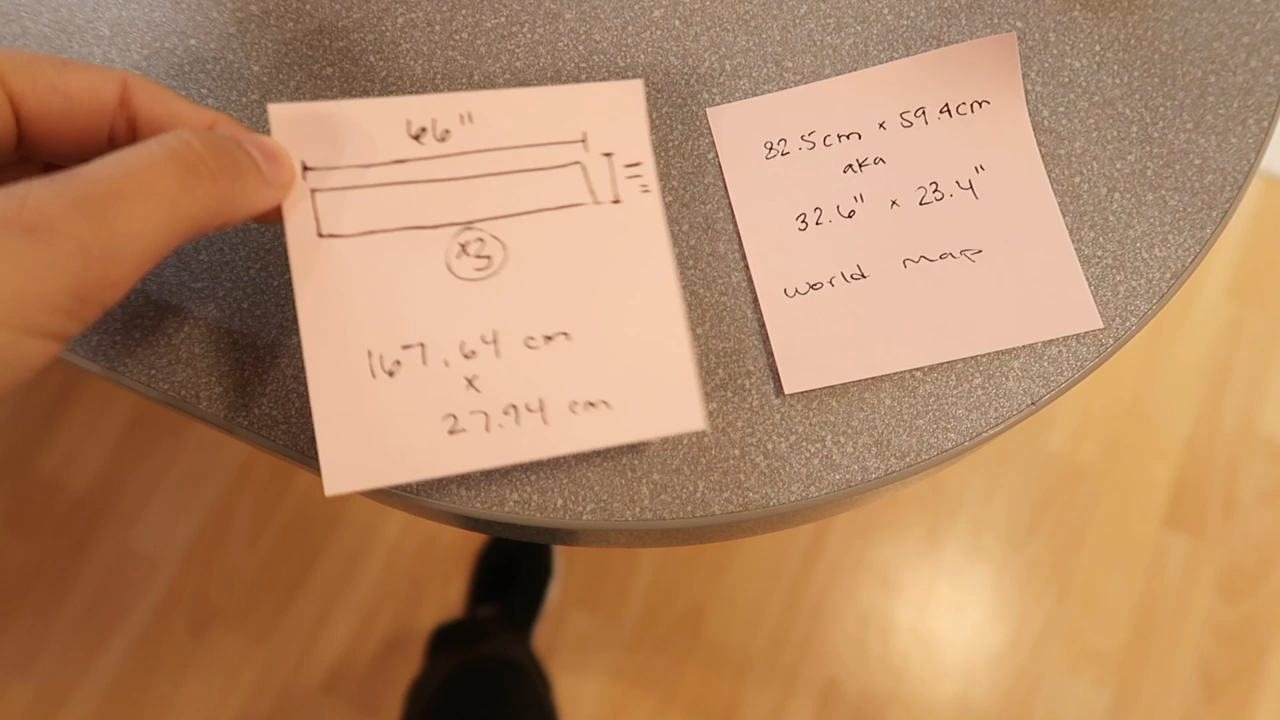 66"
11"
x3
167.64 cm
x
27.94 cm
82.5cm x 59.4cm
aka
32.6" x 23.4"
world map